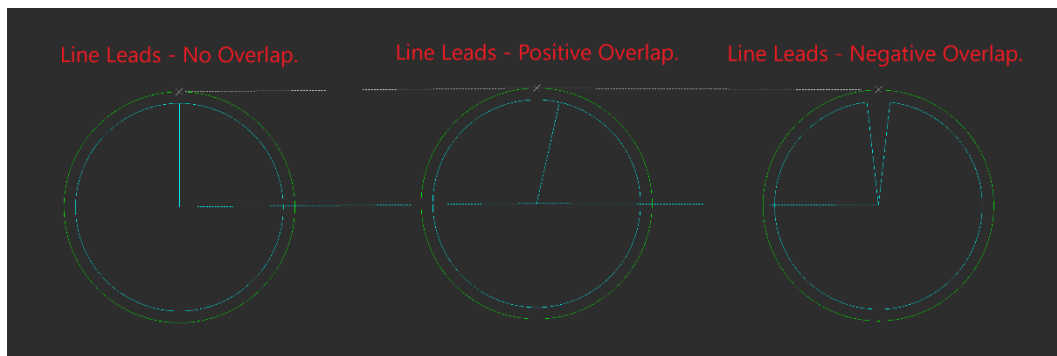 Line Leads - No Overlap.
Line Leads - Positive Overlap.
Line Leads - Negative Overlap.